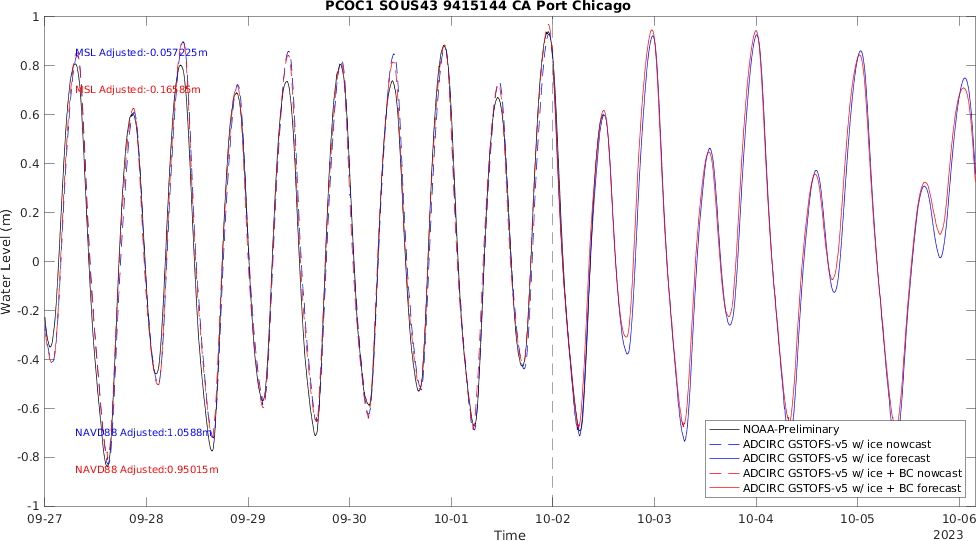 PCOC1 SOUS43 9415144 CA Port Chicago
Water Level (m)
1
0.8
0.6
0.4
0.2
0
-0.2
-0.4
-0.6
-0.8
-1
MSL Adjusted:-0.057225m
MSL Adjusted:-0.16585m
NAVD88 Adjusted:1.0588m
NAVD88 Adjusted:0.95015m
NOAA-Preliminary
ADCIRC GSTOFS-v5 w/ ice nowcast
ADCIRC GSTOFS-v5 w/ ice forecast
ADCIRC GSTOFS-v5 w/ ice + BC nowcast
ADCIRC GSTOFS-v5 w/ ice + BC forecast
09-27 09-28 09-29 09-30 10-01 10-02 10-03 10-04 10-05 10-06
Time
2023